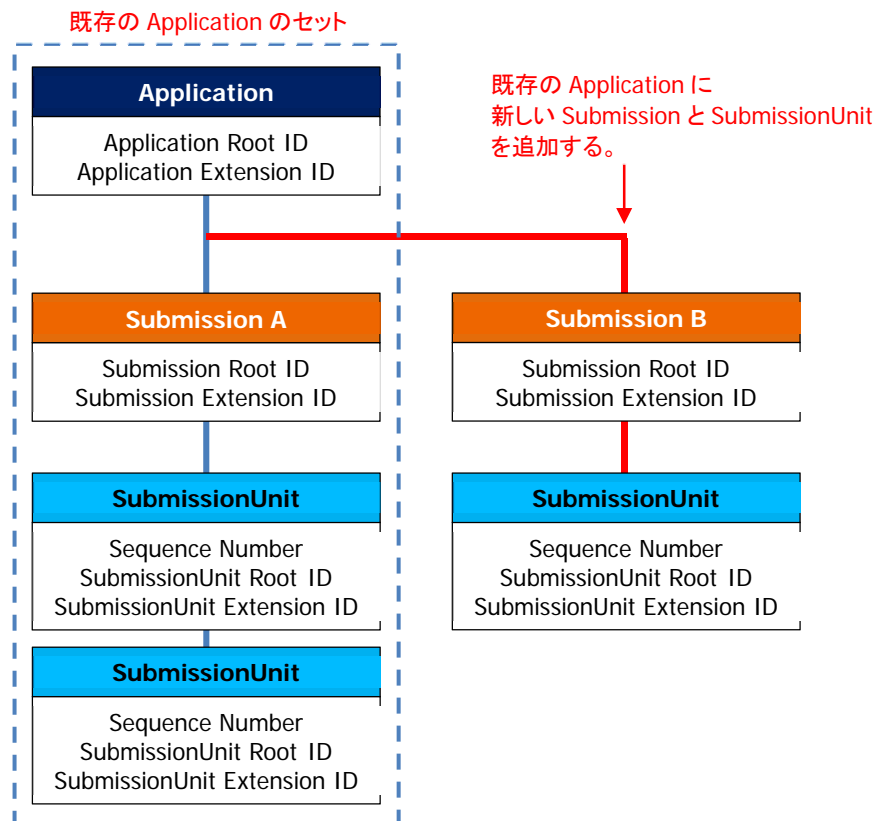 既存の Application のセット
Application
Application Root ID
Application Extension ID
既存の Application に
新しい Submission と SubmissionUnit
を追加する。
Submission A
Submission Root ID
Submission Extension ID
Submission B
Submission Root ID
Submission Extension ID
SubmissionUnit
Sequence Number
SubmissionUnit Root ID
SubmissionUnit Extension ID
SubmissionUnit
Sequence Number
SubmissionUnit Root ID
SubmissionUnit Extension ID
SubmissionUnit
Sequence Number
SubmissionUnit Root ID
SubmissionUnit Extension ID